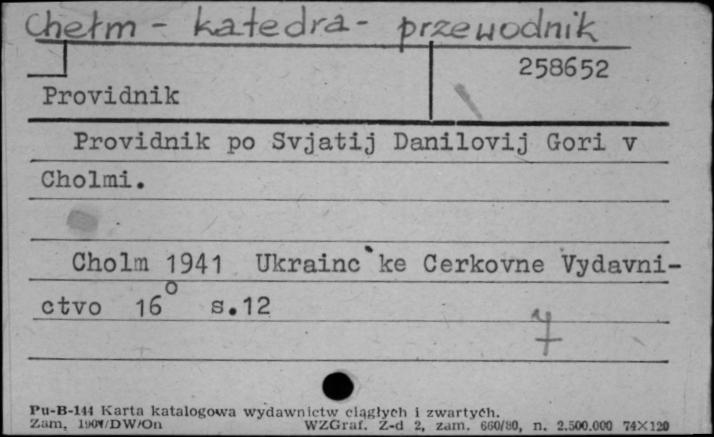 Chełm - katedra - przewodnik
258652
Providnik
Providnik po Svjatij Danilovij Gori v
Cholmi.
Cholm 1941 Ukrainc`ke Cerkovne Vydavni-
ctvo 16° s.12
Pu-B-144 Karta katalogowa wydawnictw ciągłych i zwartych.
Zam. /DW/On WZGraf. Z-d 2, zam. 660/80, n. 2.500.000 74×120